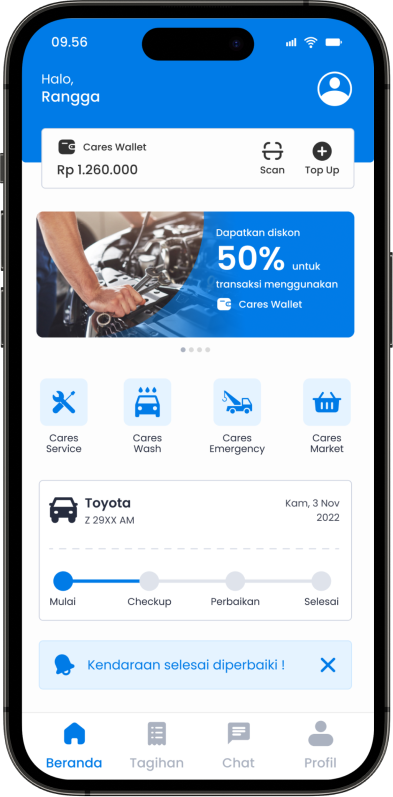 09.56
Halo,
Rangga
Cares Wallet
Rp 1.260.000
Scan
Top Up
Dapatkan diskon
50% untuk
transaksi menggunakan
Cares Wallet
Cares
Service
Cares
Wash
Cares
Emergency
Cares
Market
Toyota
Z 29XX AM
Kam, 3 Nov
2022
Mulai
Checkup
Perbaikan
Selesai
Kendaraan selesai diperbaiki !
Beranda
Tagihan
Chat
Profil